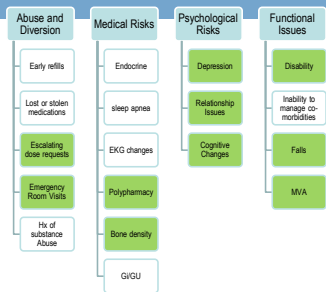 Abuse and
Diversion
Early refills
Lost or stolen
medications
Escalating
dose requests
Emergency
Room Visits
Hx of
substance
Abuse
Medical Risks
Endocrine
sleep apnea
EKG changes
Polypharmacy
Bone density
GI/GU
Psychological
Risks
Depression
Relationship
Issues
Cognitive
Changes
Functional
Issues
Disability
Inability to
manage co-
morbidities
Falls
MVA